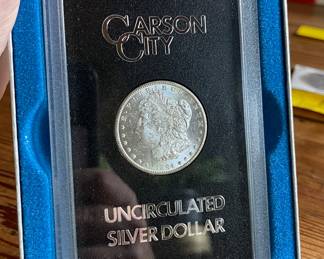 CARSON
CITY
UNCIRCULATED
SILVER DOLLAR